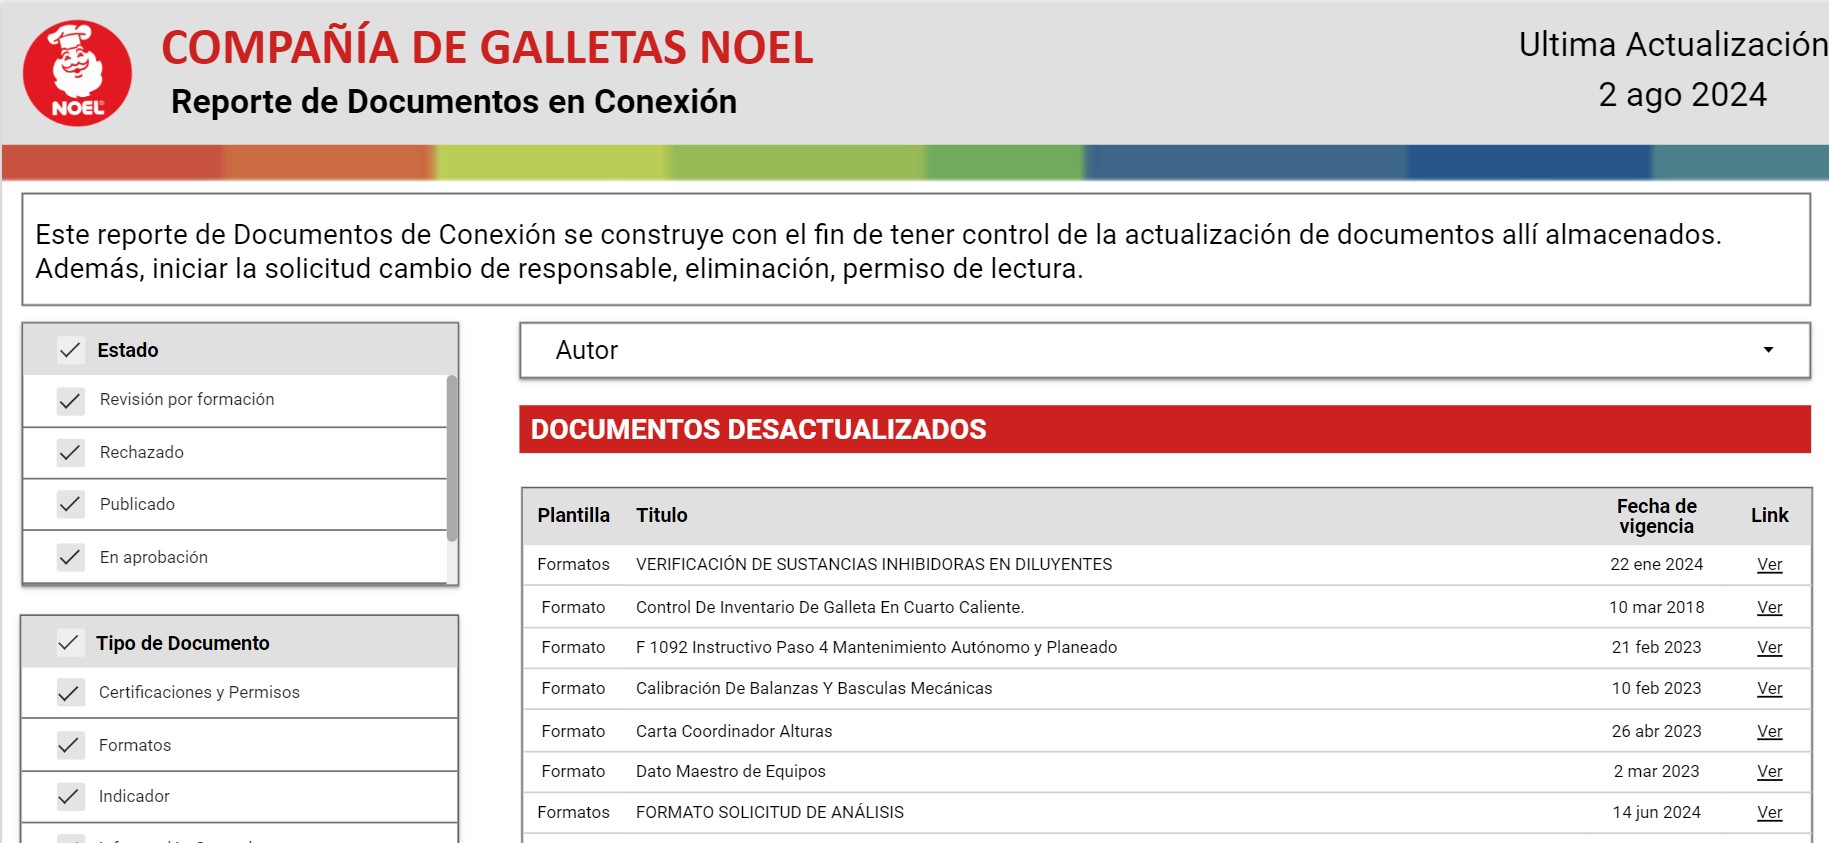 NOEL
COMPAÑÍA DE GALLETAS NOEL
Reporte de Documentos en Conexión
Ultima Actualización
2 ago 2024
Este reporte de Documentos de Conexión se construye con el fin de tener control de la actualización de documentos allí almacenados.
Además, iniciar la solicitud cambio de responsable, eliminación, permiso de lectura.
Estado
Revisión por formación
Rechazado
Publicado
En aprobación
Tipo de Documento
Certificaciones y Permisos
Formatos
Indicador
Autor
DOCUMENTOS DESACTUALIZADOS
Plantilla Titulo Fecha de vigencia Link
Formatos VERIFICACIÓN DE SUSTANCIAS INHIBIDORAS EN DILUYENTES 22 ene 2024 Ver
Formato Control De Inventario De Galleta En Cuarto Caliente. 10 mar 2018 Ver
Formato F 1092 Instructivo Paso 4 Mantenimiento Autónomo y Planeado 21 feb 2023 Ver
Formato Calibración De Balanzas Y Basculas Mecánicas 10 feb 2023 Ver
Formato Carta Coordinador Alturas 26 abr 2023 Ver
Formato Dato Maestro de Equipos 2 mar 2023 Ver
Formatos FORMATO SOLICITUD DE ANÁLISIS 14 jun 2024 Ver